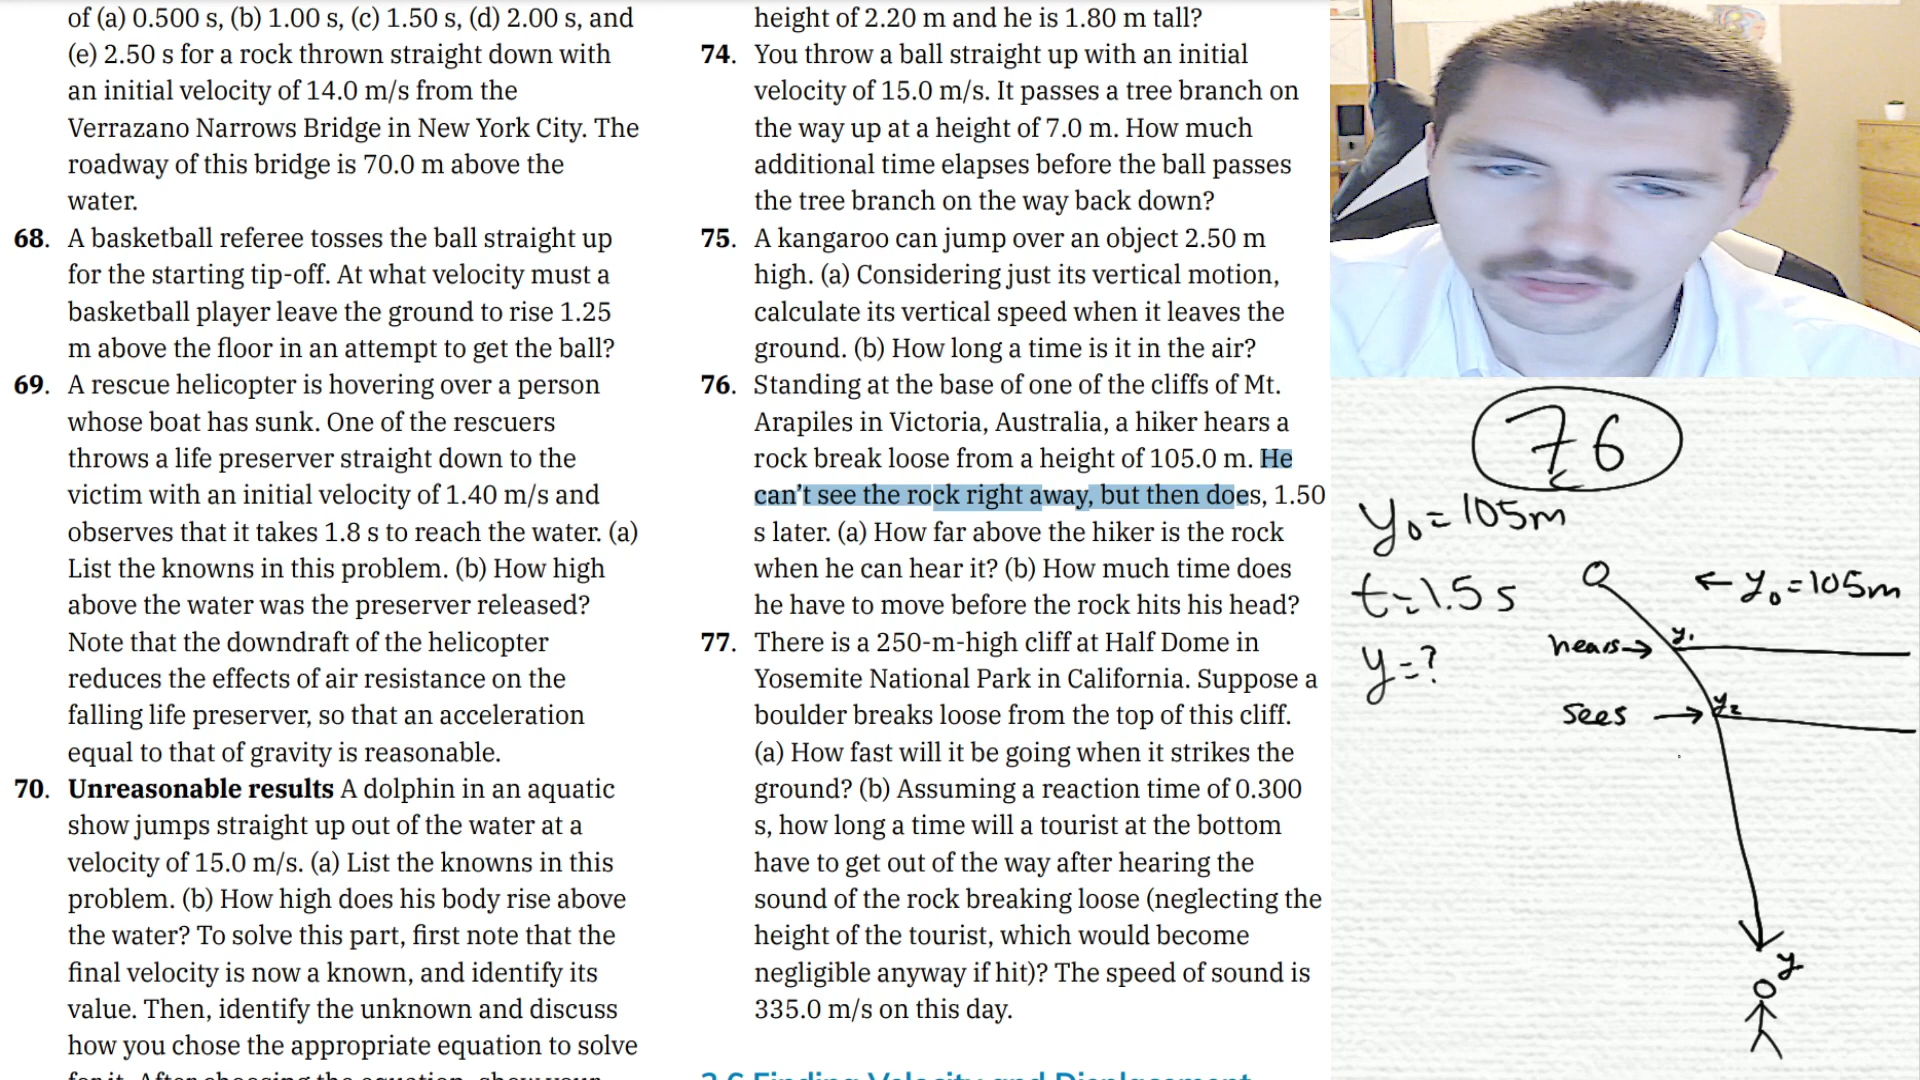 of (a) 0.500 s, (b) 1.00 s, (c) 1.50 s, (d) 2.00 s, and
(e) 2.50 s for a rock thrown straight down with
an initial velocity of 14.0 m/s from the
Verrazano Narrows Bridge in New York City. The
roadway of this bridge is 70.0 m above the
water.
68. A basketball referee tosses the ball straight up
for the starting tip-off. At what velocity must a
basketball player leave the ground to rise 1.25
m above the floor in an attempt to get the ball?
69. A rescue helicopter is hovering over a person
whose boat has sunk. One of the rescuers
throws a life preserver straight down to the
victim with an initial velocity of 1.40 m/s and
observes that it takes 1.8 s to reach the water. (a)
List the knowns in this problem. (b) How high
above the water was the preserver released?
Note that the downdraft of the helicopter
reduces the effects of air resistance on the
falling life preserver, so that an acceleration
equal to that of gravity is reasonable.
70. Unreasonable results A dolphin in an aquatic
show jumps straight up out of the water at a
velocity of 15.0 m/s. (a) List the knowns in this
problem. (b) How high does his body rise above
the water? To solve this part, first note that the
final velocity is now a known, and identify its
value. Then, identify the unknown and discuss
how you chose the appropriate equation to solve
for it. After choosing the equation, show your
height of 2.20 m and he is 1.80 m tall?
74. You throw a ball straight up with an initial
velocity of 15.0 m/s. It passes a tree branch on
the way up at a height of 7.0 m. How much
additional time elapses before the ball passes
the tree branch on the way back down?
75. A kangaroo can jump over an object 2.50 m
high. (a) Considering just its vertical motion,
calculate its vertical speed when it leaves the
ground. (b) How long a time is it in the air?
76. Standing at the base of one of the cliffs of Mt.
Arapiles in Victoria, Australia, a hiker hears a
rock break loose from a height of 105.0 m. He
can't see the rock right away, but then does, 1.50
s later. (a) How far above the hiker is the rock
when he can hear it? (b) How much time does
he have to move before the rock hits his head?
77. There is a 250-m-high cliff at Half Dome in
Yosemite National Park in California. Suppose a
boulder breaks loose from the top of this cliff.
(a) How fast will it be going when it strikes the
ground? (b) Assuming a reaction time of 0.300
s, how long a time will a tourist at the bottom
have to get out of the way after hearing the
sound of the rock breaking loose (neglecting the
height of the tourist, which would become
negligible anyway if hit)? The speed of sound is
335.0 m/s on this day.
2.6 Finding Velocity and Displacement
76
y₀=105m
t=1.5 s
y=?
← y₀=105m
hears→ y₁
sees → y₂
y